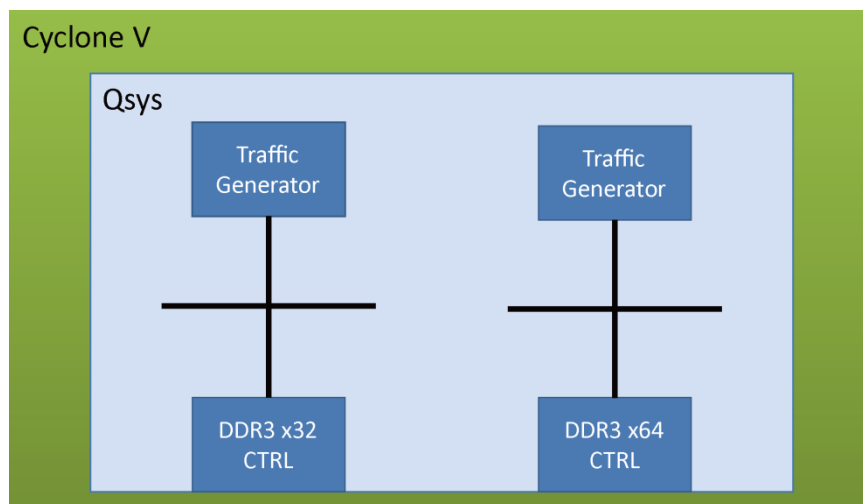 Cyclone V
Qsys
Traffic
Generator
Traffic
Generator
DDR3 x32
CTRL
DDR3 x64
CTRL